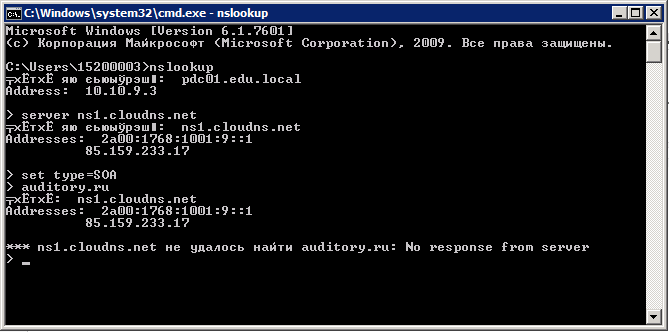 C:\Windows\system32\cmd.exe - nslookup
Microsoft Windows [Version 6.1.7601]
(c) Корпорация Майкрософт (Microsoft Corporation), 2009. Все права защищены.
C:\Users\15200003>nslookup
╤хЁтхЁ яю єьюыўрэш■:  pdc01.edu.local
Address:  10.10.9.3
> server ns1.cloudns.net
╤хЁтхЁ яю єьюыўрэш■:  ns1.cloudns.net
Addresses:  2a00:1768:1001:9::1
85.159.233.17
> set type=SOA
> auditory.ru
╤хЁтхЁ:  ns1.cloudns.net
Addresses:  2a00:1768:1001:9::1
85.159.233.17
*** ns1.cloudns.net не удалось найти auditory.ru: No response from server
> _